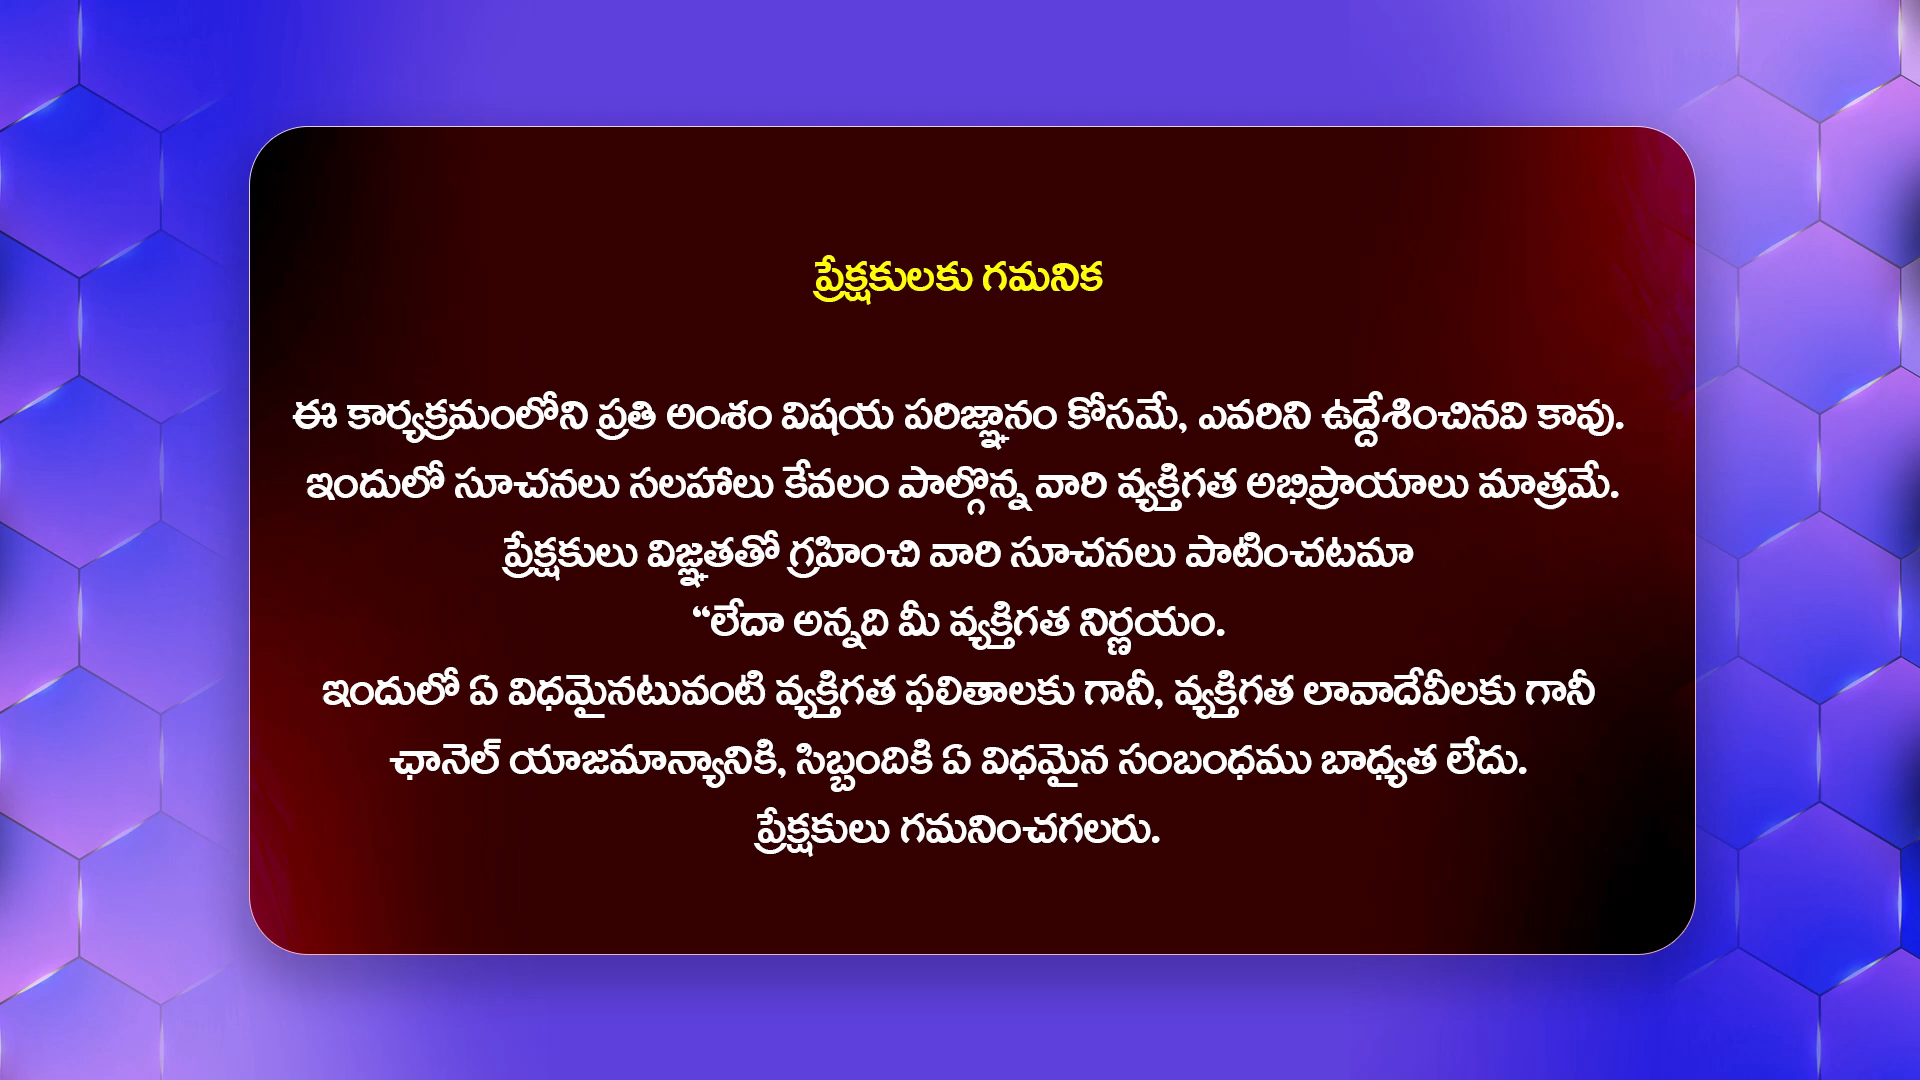 ప్రేక్షకులకు గమనిక
ఈ కార్యక్రమంలోని ప్రతి అంశం విషయ పరిజ్ఞానం కోసమే, ఎవరిని ఉద్దేశించినవి కావు.
ఇందులో సూచనలు సలహాలు కేవలం పాల్గొన్న వారి వ్యక్తిగత అభిప్రాయాలు మాత్రమే.
ప్రేక్షకులు విజ్ఞతతో గ్రహించి వారి సూచనలు పాటించటమా
“లేదా అన్నది మీ వ్యక్తిగత నిర్ణయం.
ఇందులో ఏ విధమైనటువంటి వ్యక్తిగత ఫలితాలకు గానీ, వ్యక్తిగత లావాదేవీలకు గానీ
ఛానెల్ యాజమాన్యానికి, సిబ్బందికి ఏ విధమైన సంబంధము బాధ్యత లేదు.
ప్రేక్షకులు గమనించగలరు.